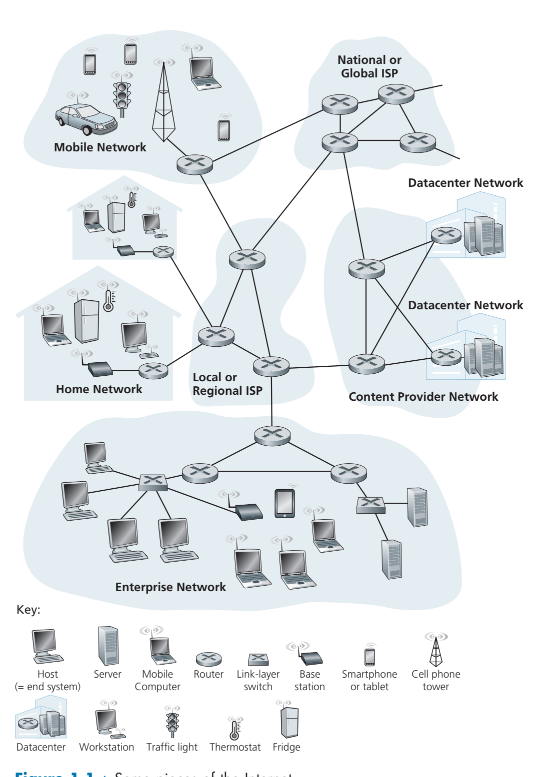 National or
Global ISP
Mobile Network
Datacenter Network
Datacenter Network
Home Network
Local or
Regional ISP
Content Provider Network
Enterprise Network
Key:
Host
(= end system)
Server
Mobile
Computer
Router
Link-layer
switch
Base
station
Smartphone
or tablet
Cell phone
tower
Datacenter
Workstation
Traffic light
Thermostat
Fridge
Figure 1.1 Some pieces of the Internet